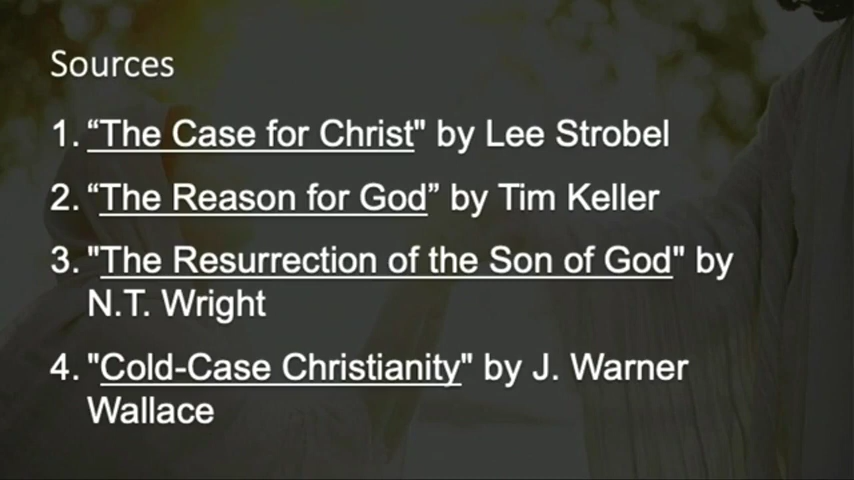 Sources
1. “The Case for Christ" by Lee Strobel
2. “The Reason for God” by Tim Keller
3. "The Resurrection of the Son of God" by
N.T. Wright
4. "Cold-Case Christianity" by J. Warner
Wallace